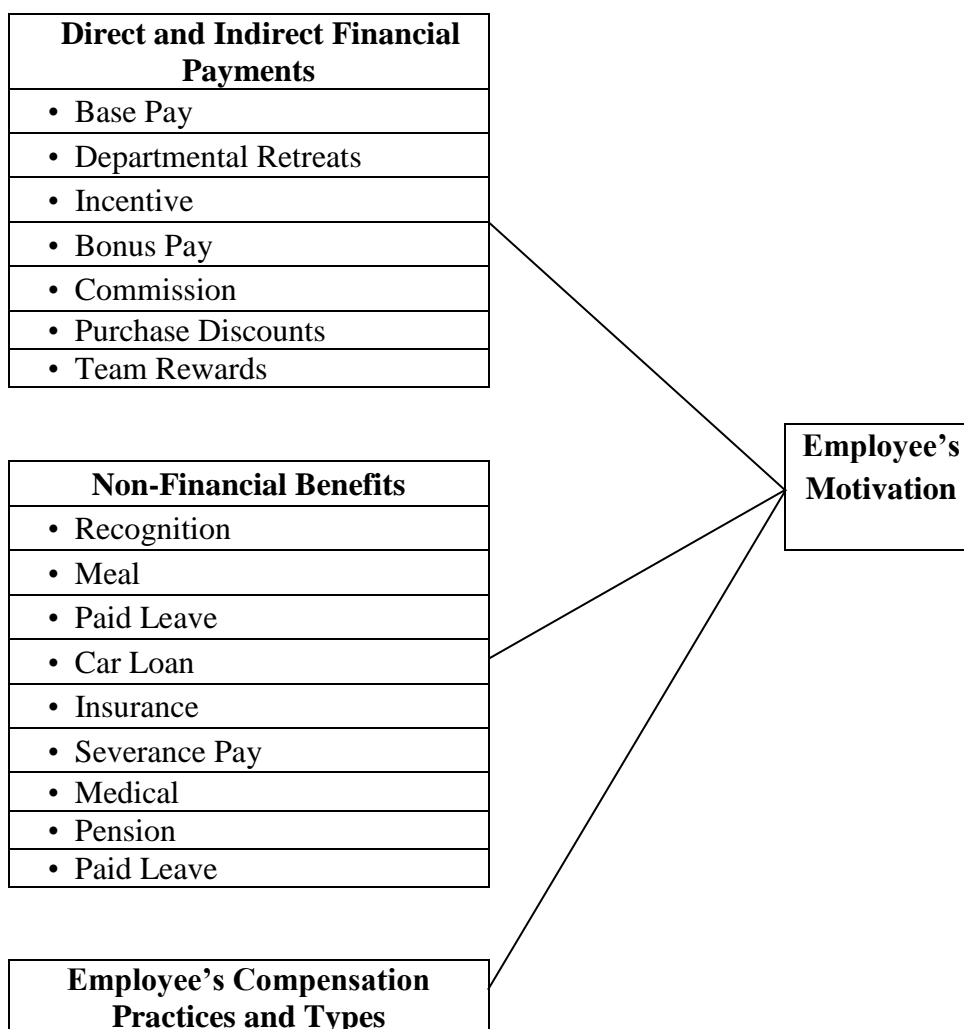 Direct and Indirect Financial
Payments
• Base Pay
• Departmental Retreats
• Incentive
• Bonus Pay
• Commission
• Purchase Discounts
• Team Rewards
Employee’s
Motivation
Non-Financial Benefits
• Recognition
• Meal
• Paid Leave
• Car Loan
• Insurance
• Severance Pay
• Medical
• Pension
• Paid Leave
Employee’s Compensation
Practices and Types